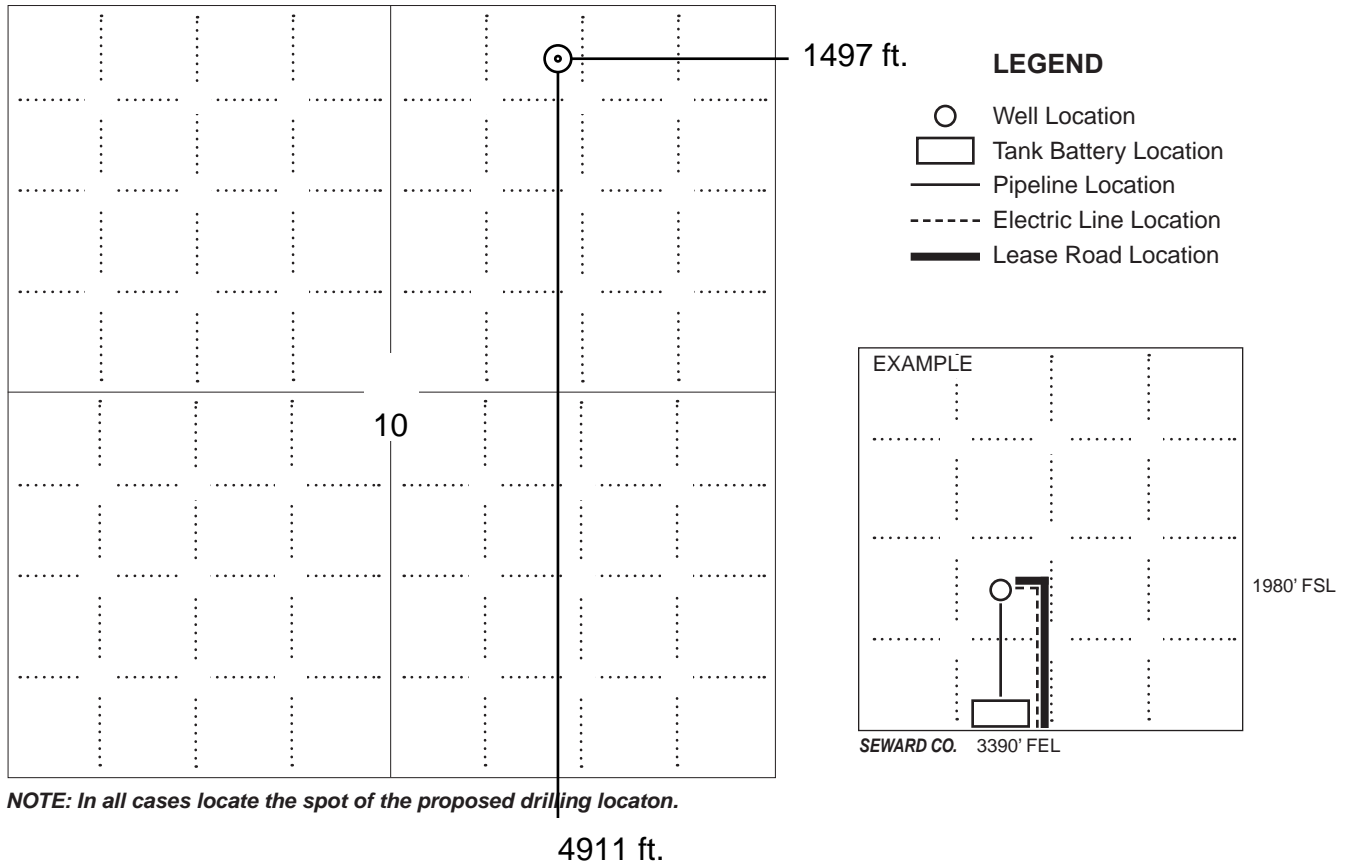 1497 ft.
LEGEND
Well Location
Tank Battery Location
Pipeline Location
Electric Line Location
Lease Road Location
EXAMPLE
10
1980' FSL
SEWARD CO. 3390' FEL
NOTE: In all cases locate the spot of the proposed drilling locaton.
4911 ft.